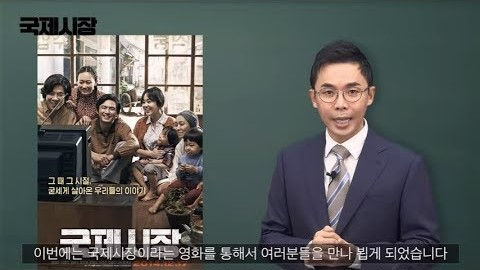 국제시장
그 때 그 시절,
굳세게 살아온 우리들의 이야기
국제시장
이번에는 국제시장이라는 영화를 통해서 여러분들을 만나 뵙게 되었습니다